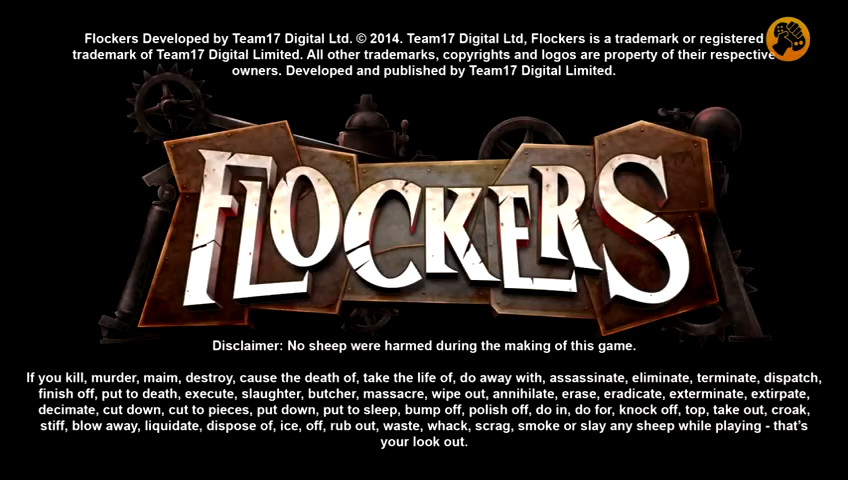 Flockers Developed by Team17 Digital Ltd. © 2014. Team17 Digital Ltd, Flockers is a trademark or registered
trademark of Team17 Digital Limited. All other trademarks, copyrights and logos are property of their respective
owners. Developed and published by Team17 Digital Limited.
FLOCKERS
Disclaimer: No sheep were harmed during the making of this game.
If you kill, murder, maim, destroy, cause the death of, take the life of, do away with, assassinate, eliminate, terminate, dispatch,
finish off, put to death, execute, slaughter, butcher, massacre, wipe out, annihilate, erase, eradicate, exterminate, extirpate,
decimate, cut down, cut to pieces, put down, put to sleep, bump off, polish off, do in, do for, knock off, top, take out, croak,
stiff, blow away, liquidate, dispose of, ice, off, rub out, waste, whack, scrag, smoke or slay any sheep while playing - that's
your look out.